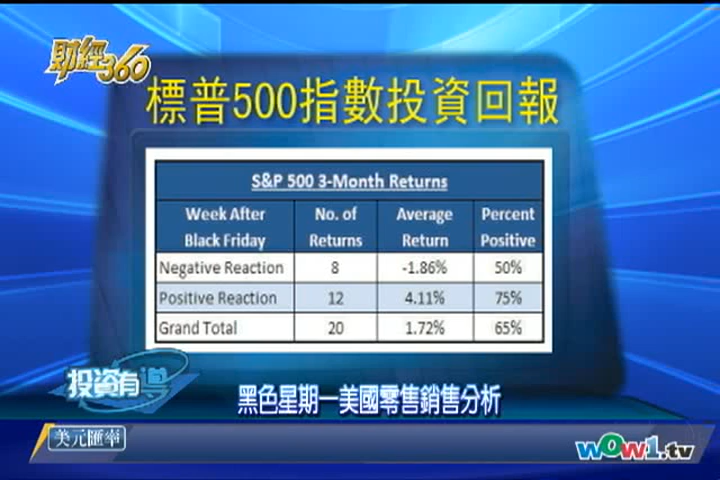 財經360
標普500指數投資回報
S&P 500 3-Month Returns
Week After Black Friday No. of Returns Average Return Percent Positive
Negative Reaction 8 -1.86% 50%
Positive Reaction 12 4.11% 75%
Grand Total 20 1.72% 65%
投資有導
黑色星期一美國零售銷售分析
美元匯率
wow1.tv